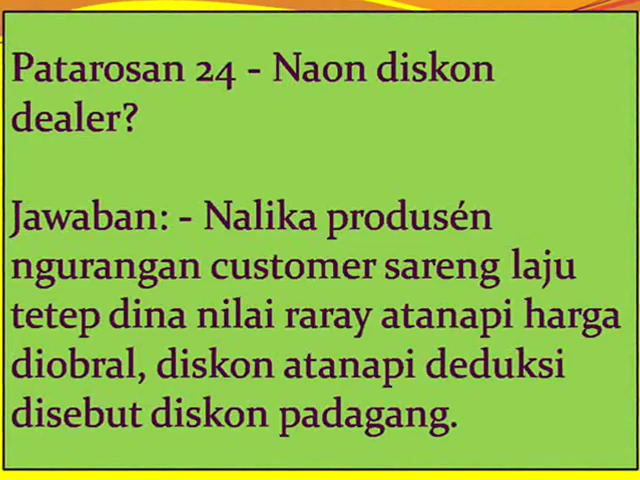 Patarosan 24 - Naon diskon
dealer?
Jawaban: - Nalika produsén
ngurangan customer sareng laju
tetep dina nilai raray atanapi harga
diobral, diskon atanapi deduksi
disebut diskon padagang.